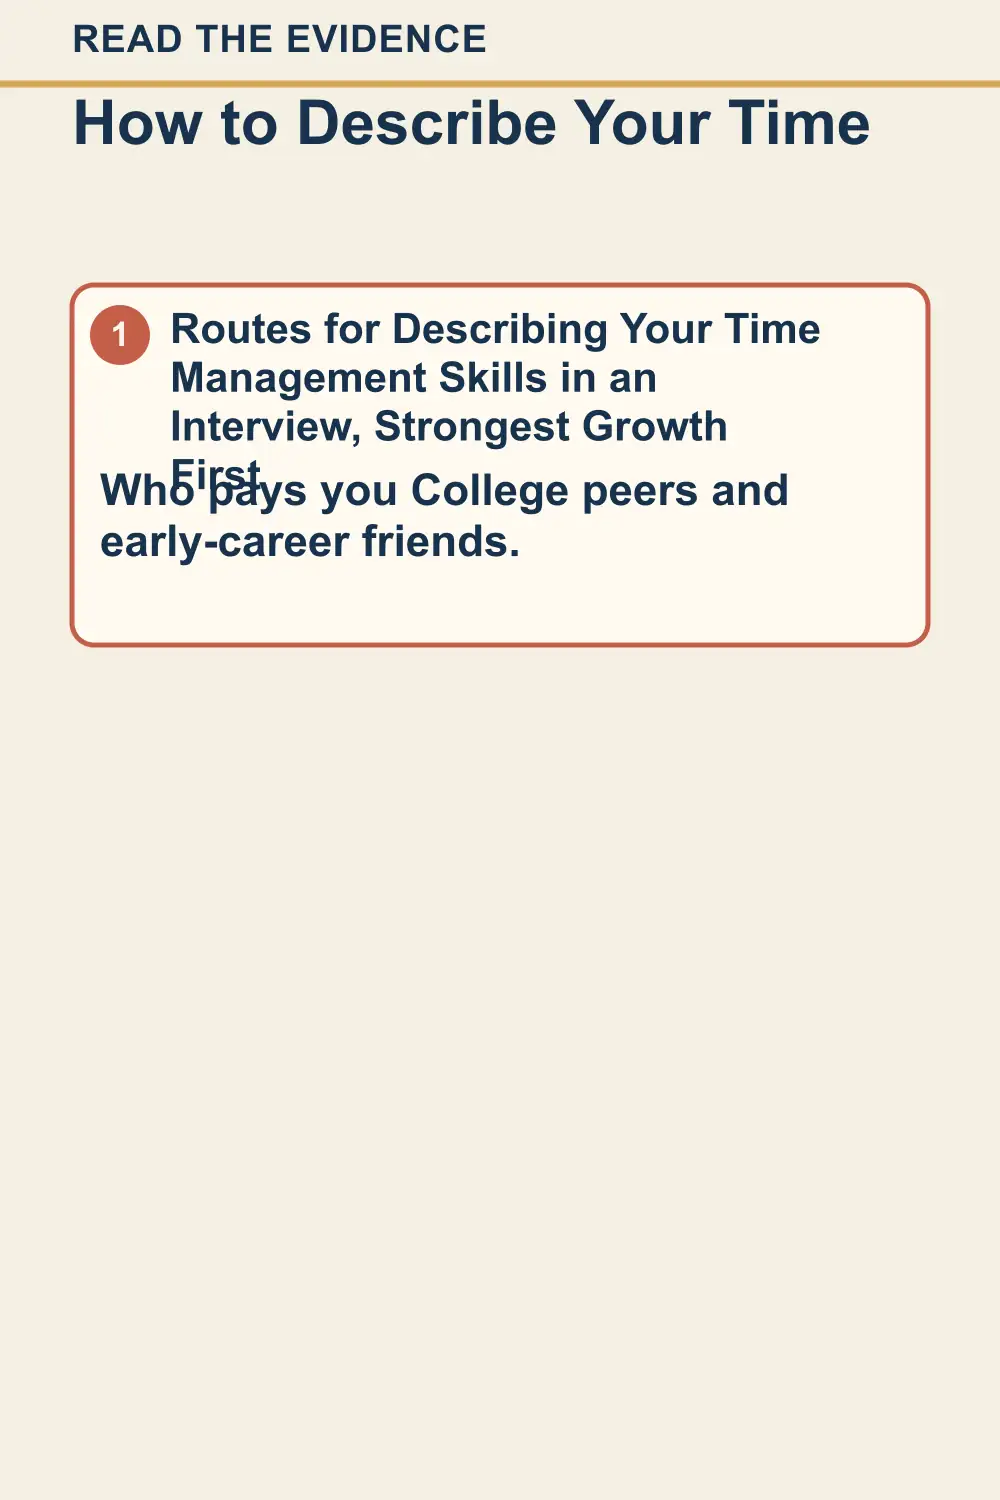 READ THE EVIDENCE
How to Describe Your Time
1
Routes for Describing Your Time
Management Skills in an
Interview, Strongest Growth
First
Who pays you College peers and
early-career friends.